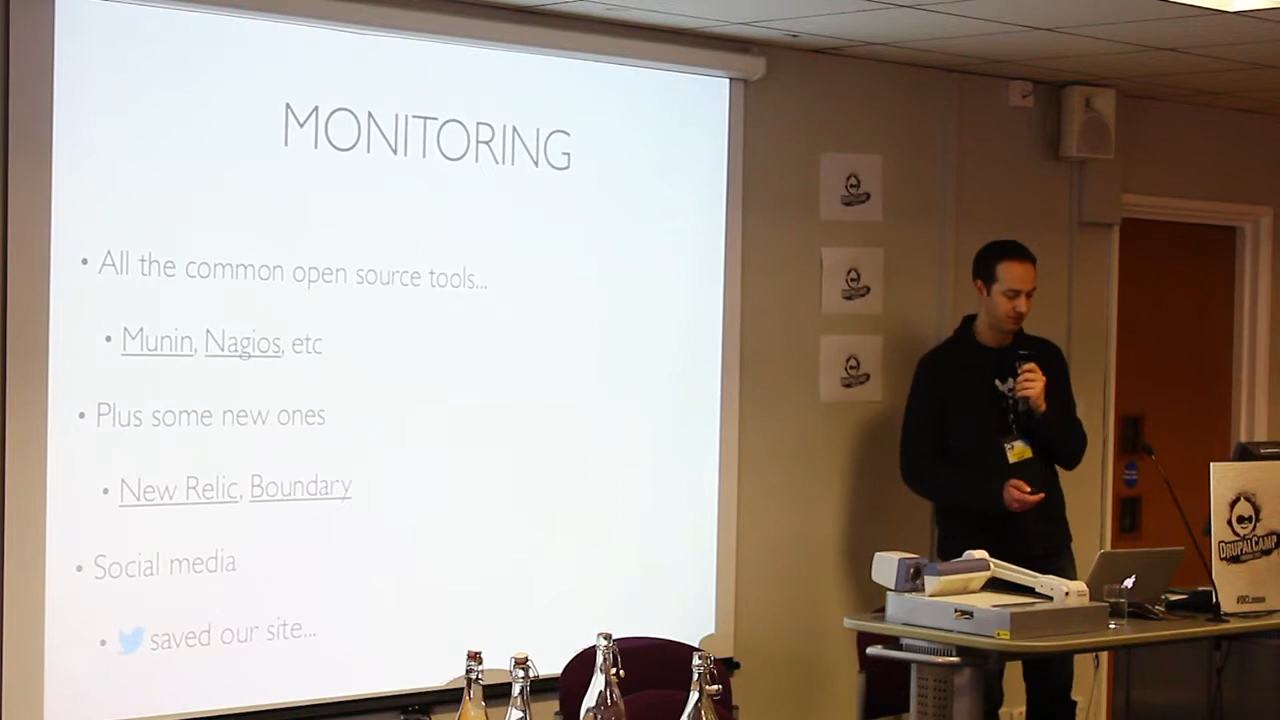 MONITORING
• All the common open source tools...
• Munin, Nagios, etc
• Plus some new ones
• New Relic, Boundary
• Social media
• saved our site...
DRUPALCAMP